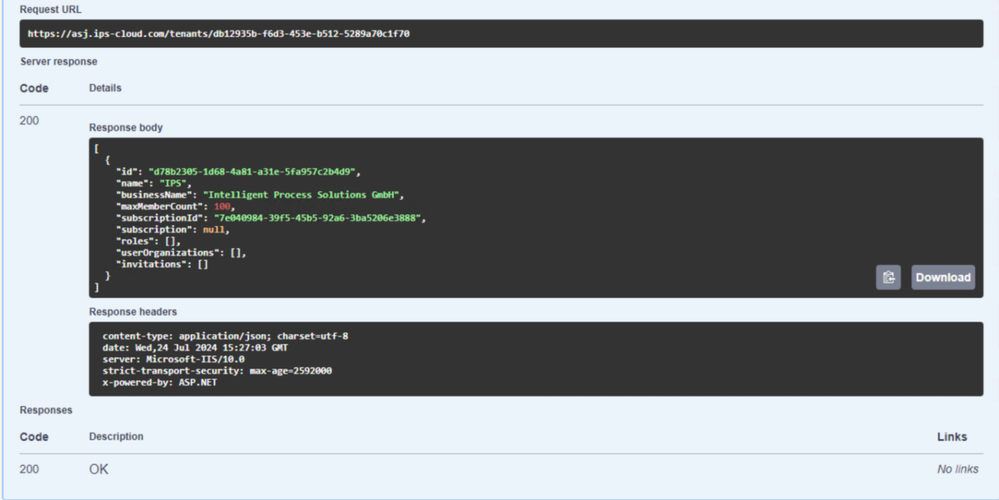 Request URL
https://asj.ips-cloud.com/tenants/db12935b-f6d3-453e-b512-5289a70c1f70
Server response
Code Details
200
Response body
[
  {
    "id": "d78b2305-1d68-4a81-a31e-5fa957c2b4d9",
    "name": "IPS",
    "businessName": "Intelligent Process Solutions GmbH",
    "maxMemberCount": 100,
    "subscriptionId": "7e040984-39f5-45b5-92a6-3ba5206e3888",
    "subscription": null,
    "roles": [],
    "userOrganizations": [],
    "invitations": []
  }
]
Download
Response headers
content-type: application/json; charset=utf-8
date: Wed,24 Jul 2024 15:27:03 GMT
server: Microsoft-IIS/10.0
strict-transport-security: max-age=2592000
x-powered-by: ASP.NET
Responses
Code Description Links
200 OK No links